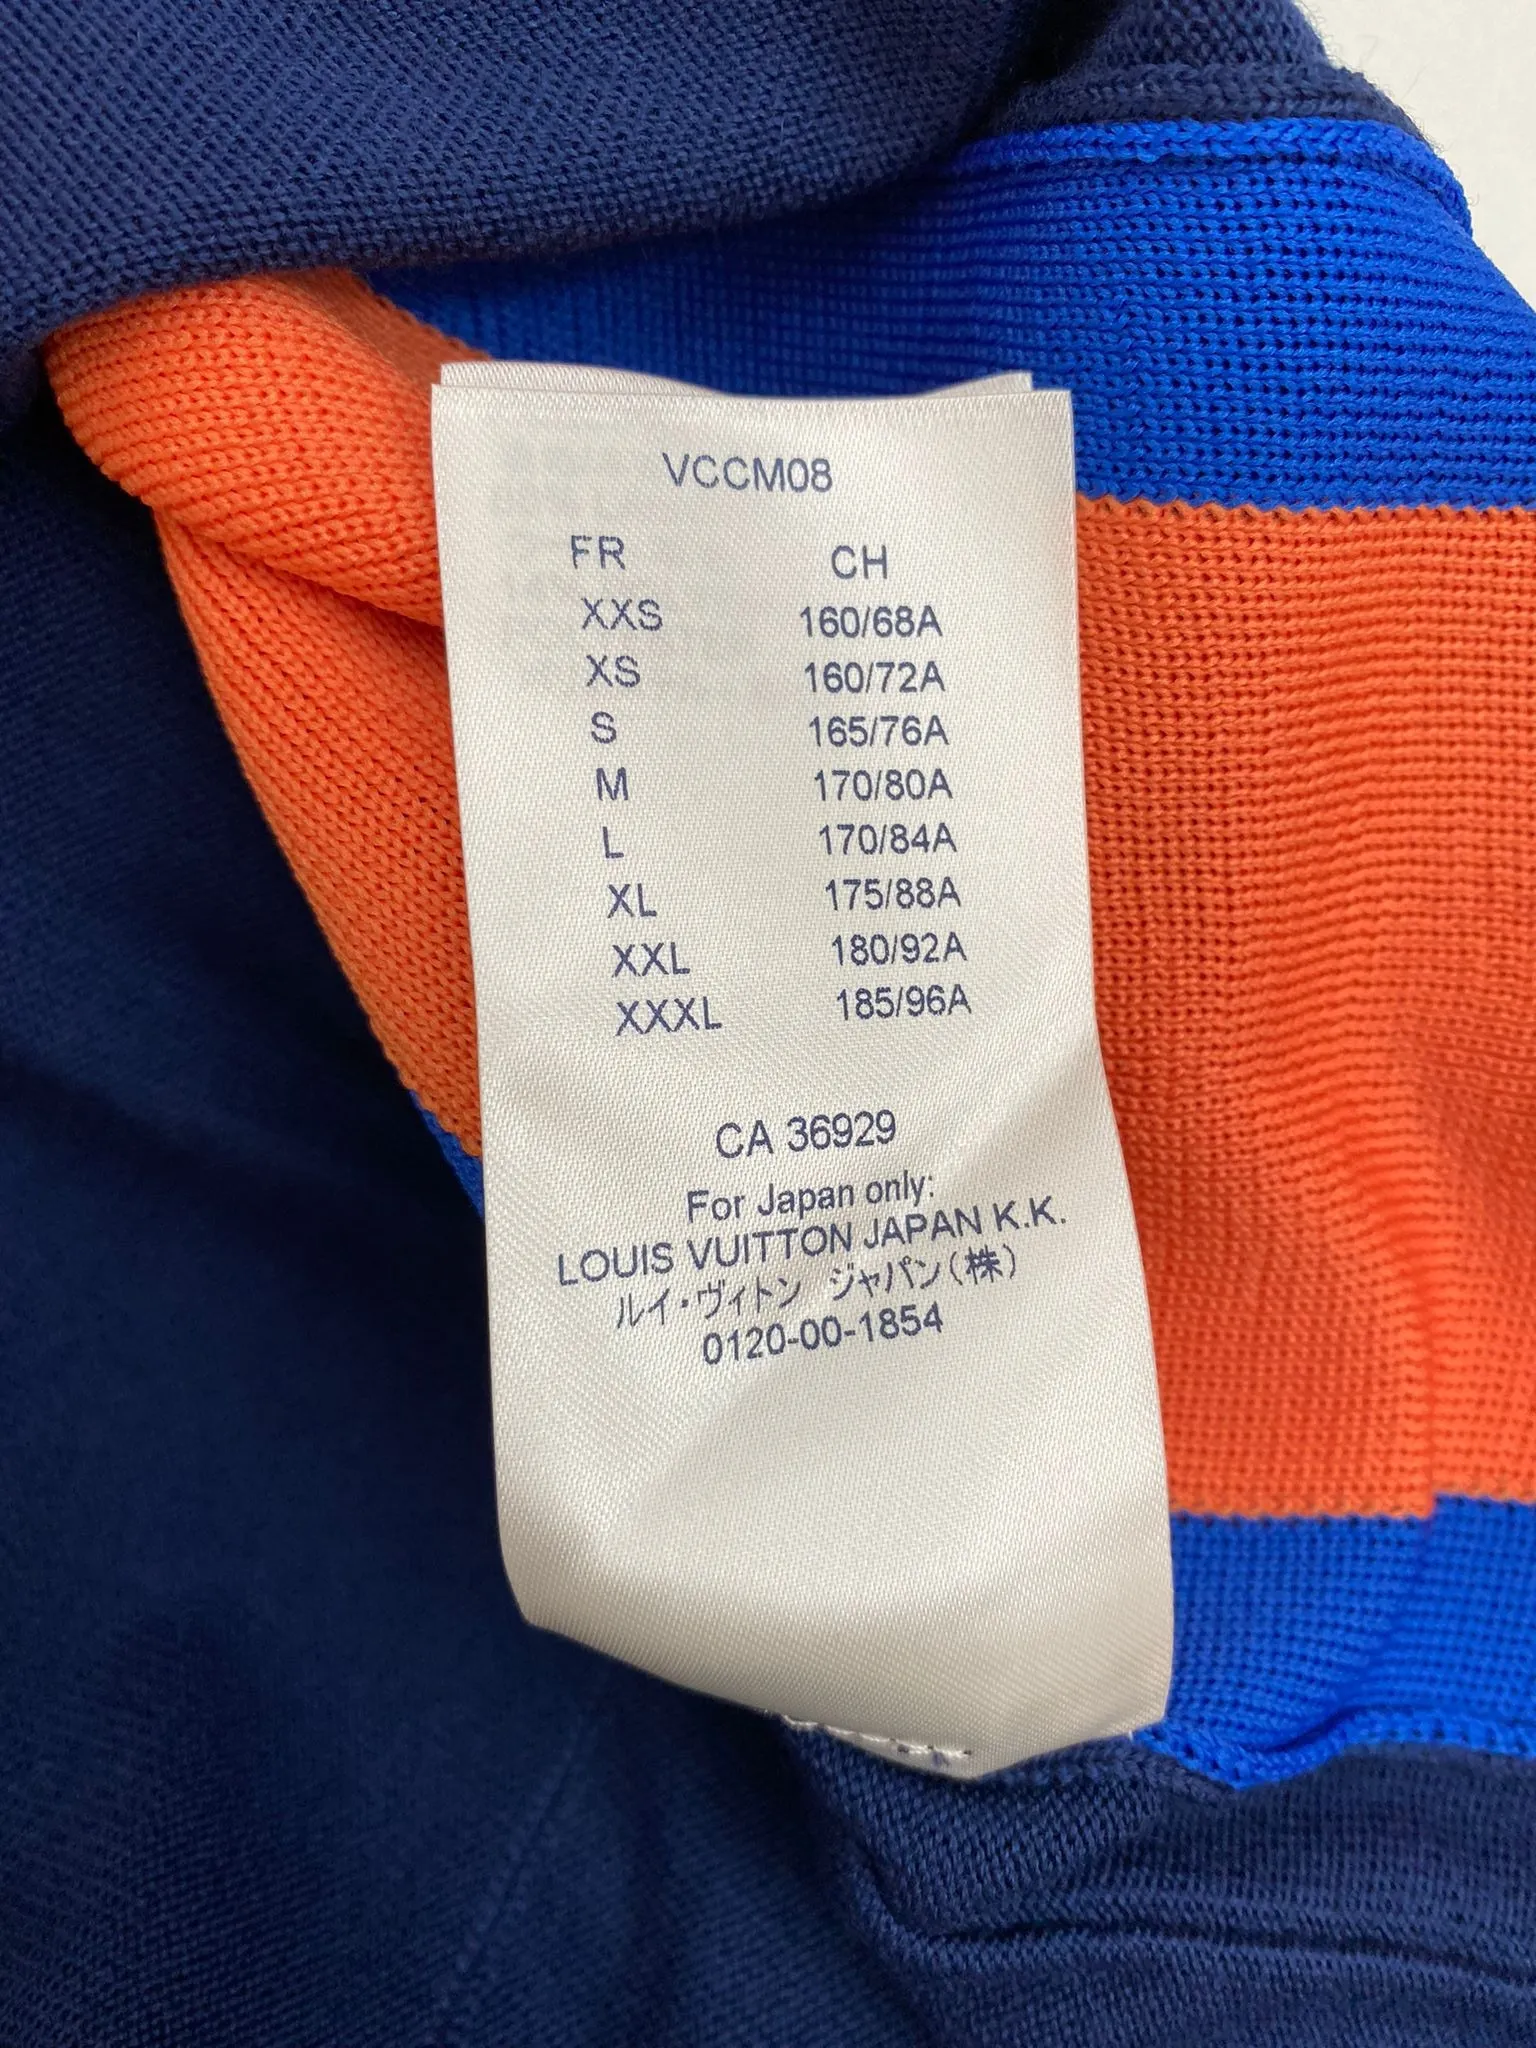 VCCM08
FR CH
XXS 160/68A
XS 160/72A
S 165/76A
M 170/80A
L 170/84A
XL 175/88A
XXL 180/92A
XXXL 185/96A
CA 36929
For Japan only:
LOUIS VUITTON JAPAN K.K.
ルイ・ヴィトン ジャパン(株)
0120-00-1854